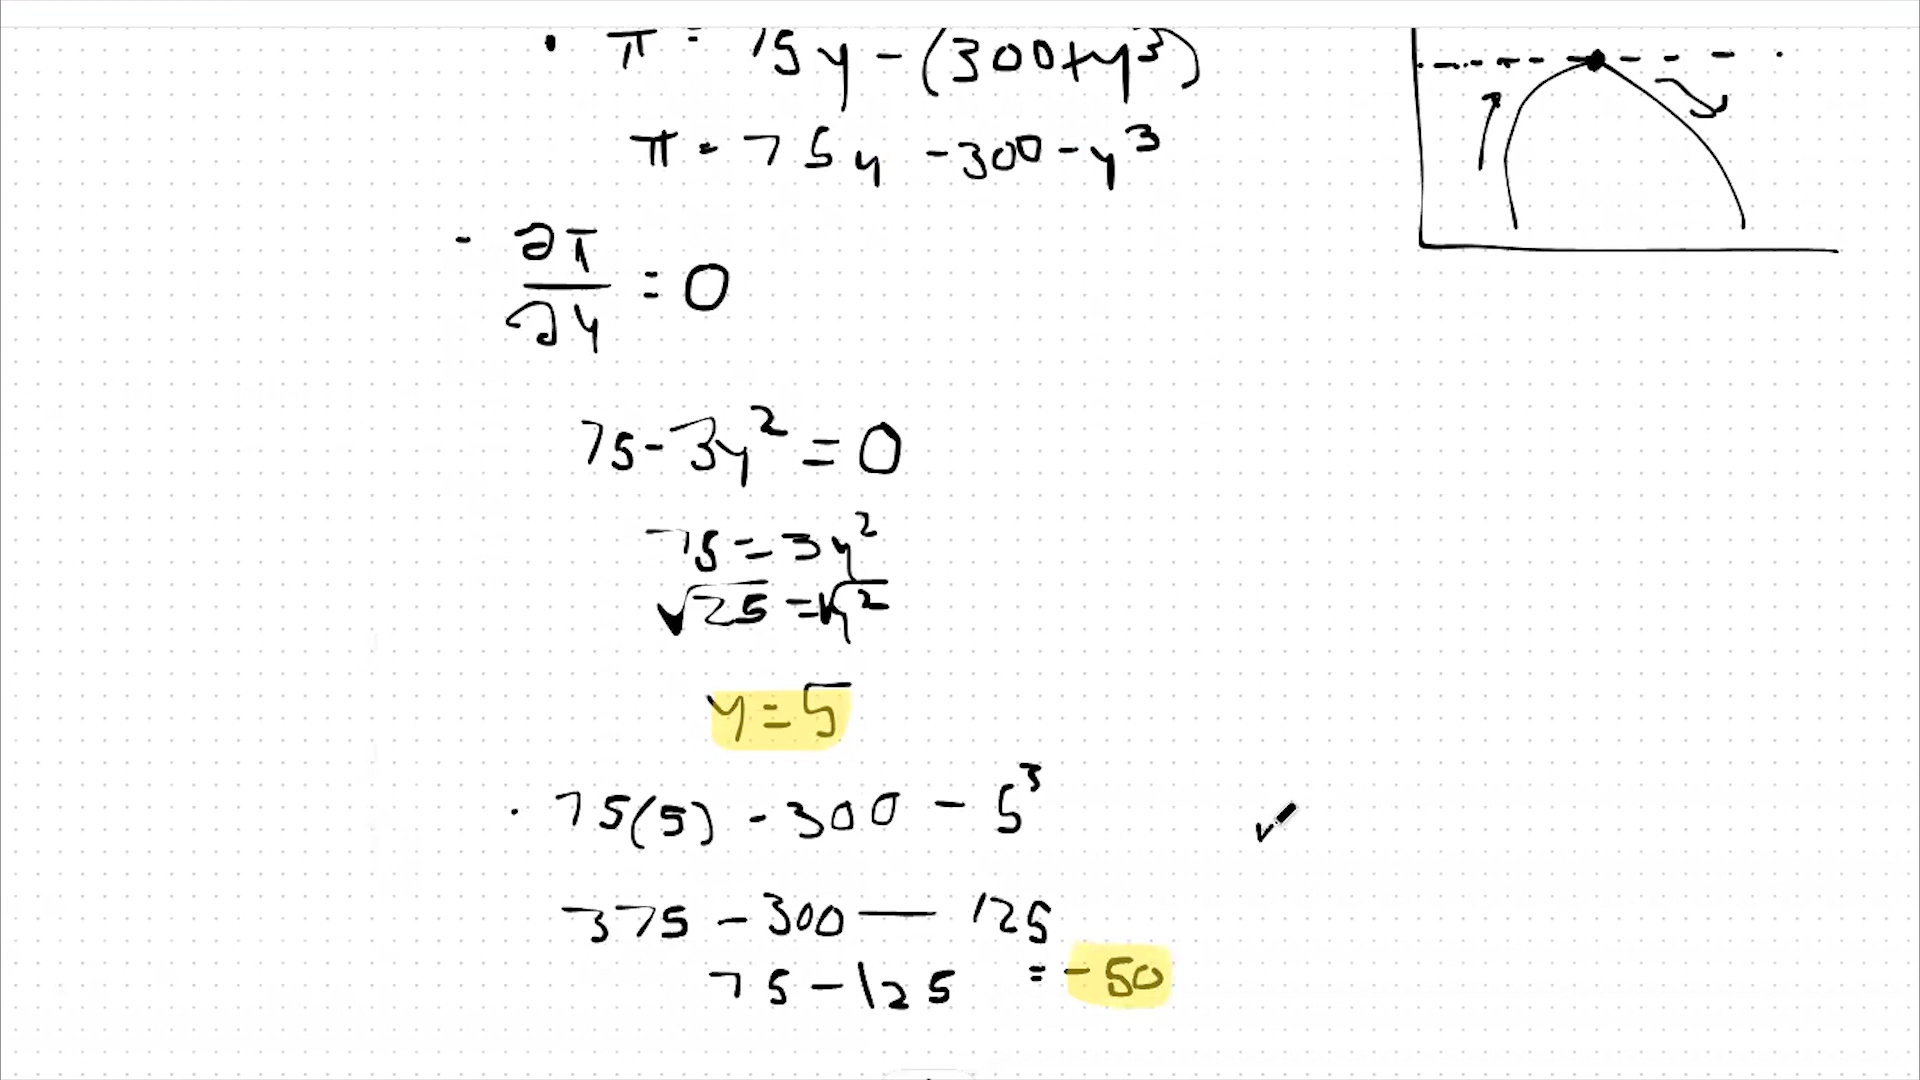 • π = 75y - (300+y³)
π = 75y - 300 - y³
- ∂π/∂y = 0
75 - 3y² = 0
75 = 3y²
√25 = √y²
y = 5
· 75(5) - 300 - 5³
375 - 300 — 125
75 - 125 = -50